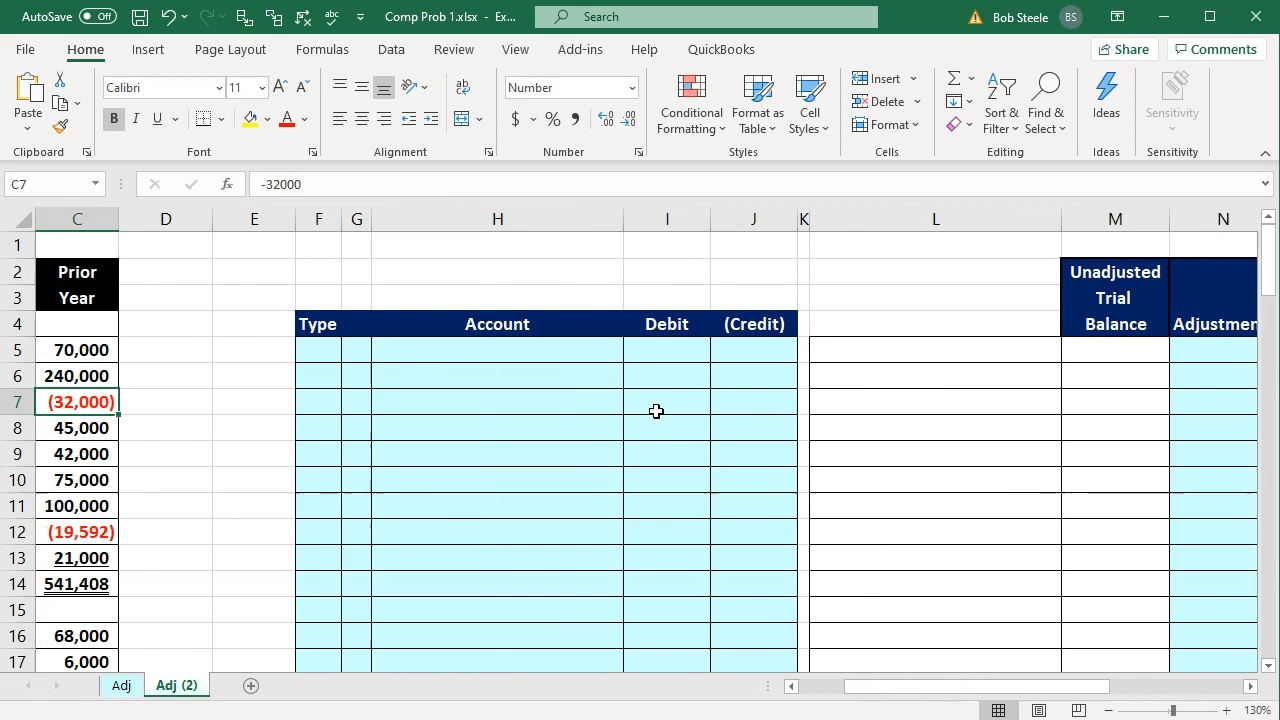 AutoSave Off Comp Prob 1.xlsx - Ex... Search Bob Steele BS
File Home Insert Page Layout Formulas Data Review View Add-ins Help QuickBooks Share Comments
Paste Calibri 11 A A ab Number Conditional Formatting Format as Table Cell Styles Insert Delete Format Sort & Filter Find & Select Ideas Sensitivity
B I U A $ % 9
Clipboard Font Alignment Number Styles Cells Editing Ideas Sensitivity
C7 fx -32000
C D E F G H I J K L M N
1
2 Prior Unadjusted
3 Year Trial
4 Type Account Debit (Credit) Balance Adjustmen
5 70,000
6 240,000
7 (32,000)
8 45,000
9 42,000
10 75,000
11 100,000
12 (19,592)
13 21,000
14 541,408
15
16 68,000
17 6,000
Adj Adj (2)
130%